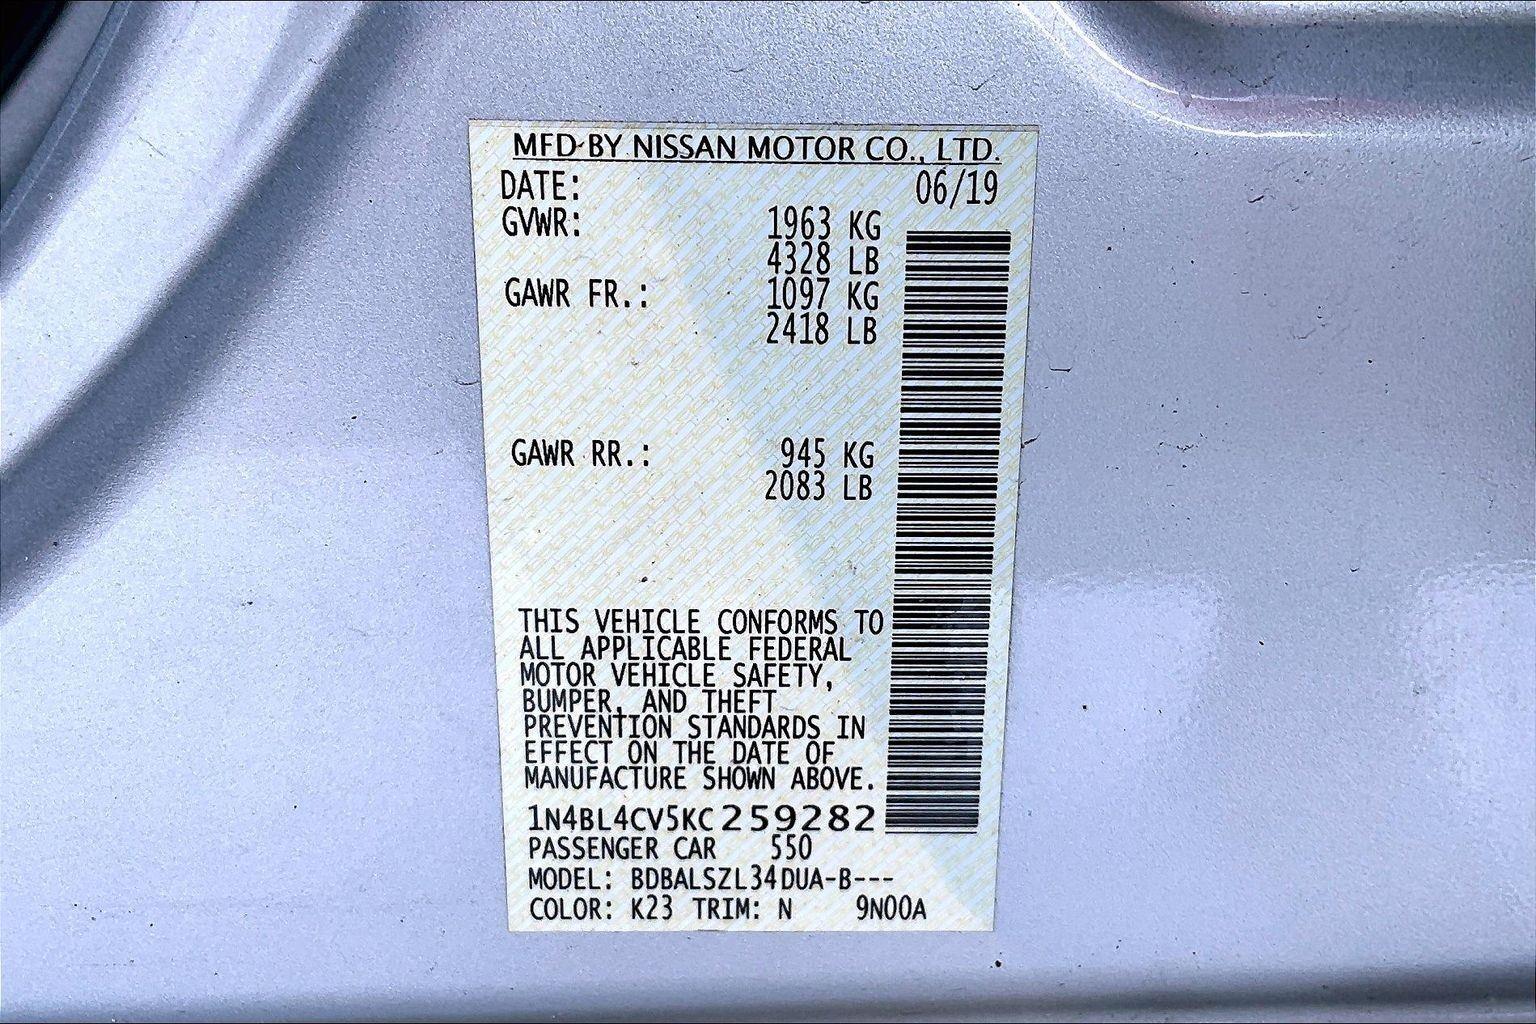 MFD BY NISSAN MOTOR CO., LTD.
DATE: 06/19
GVWR: 1963 KG
4328 LB
GAWR FR.: 1097 KG
2418 LB
GAWR RR.: 945 KG
2083 LB
THIS VEHICLE CONFORMS TO
ALL APPLICABLE FEDERAL
MOTOR VEHICLE SAFETY,
BUMPER, AND THEFT
PREVENTION STANDARDS IN
EFFECT ON THE DATE OF
MANUFACTURE SHOWN ABOVE.
1N4BL4CV5KC259282
PASSENGER CAR 550
MODEL: BDBALSZL34DUA-B---
COLOR: K23 TRIM: N 9N00A